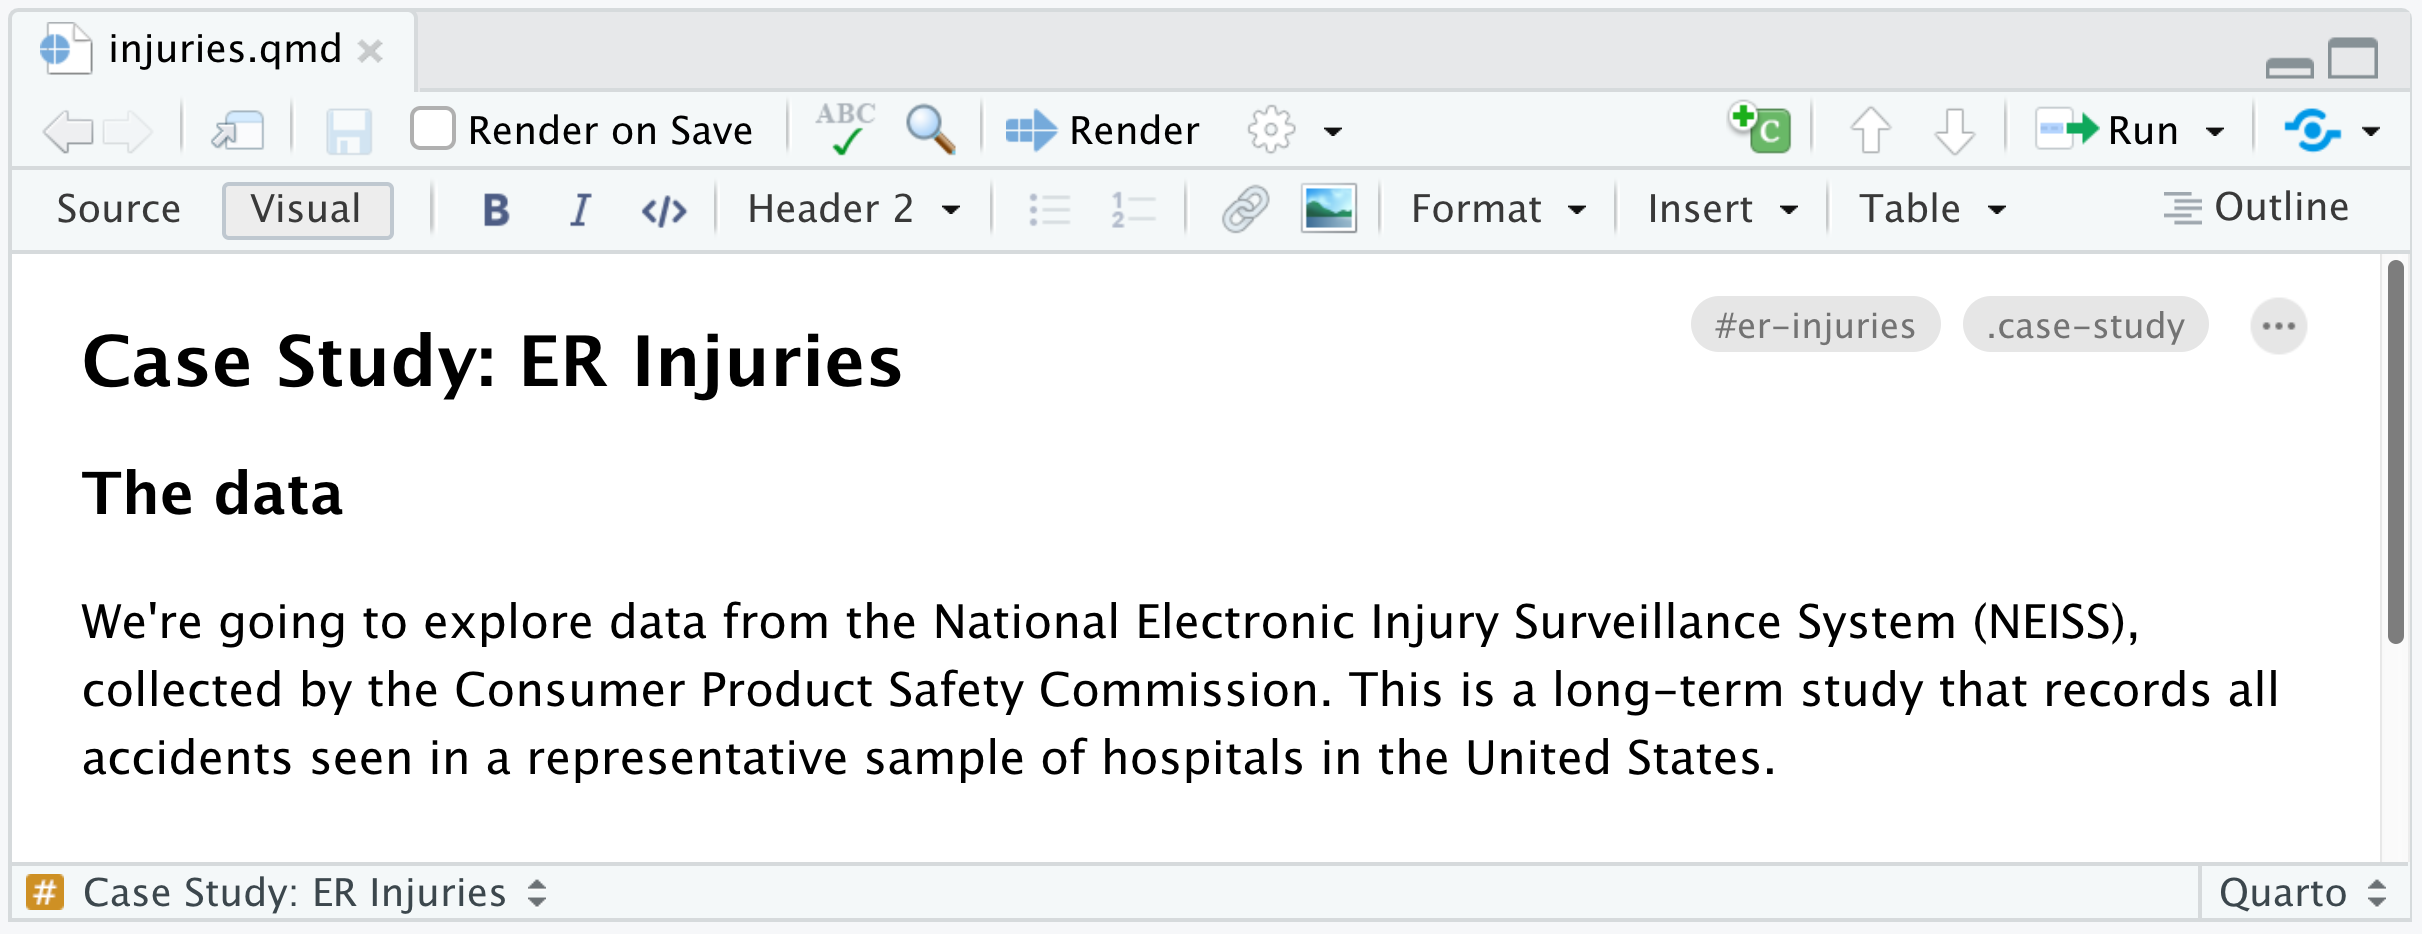 injuries.qmd
Render on Save
ABC
Render
C
Run
Source
Visual
B
I
</>
Header 2
1
2
Format
Insert
Table
Outline
#er-injuries
.case-study
Case Study: ER Injuries
The data
We're going to explore data from the National Electronic Injury Surveillance System (NEISS),
collected by the Consumer Product Safety Commission. This is a long-term study that records all
accidents seen in a representative sample of hospitals in the United States.
# Case Study: ER Injuries
Quarto